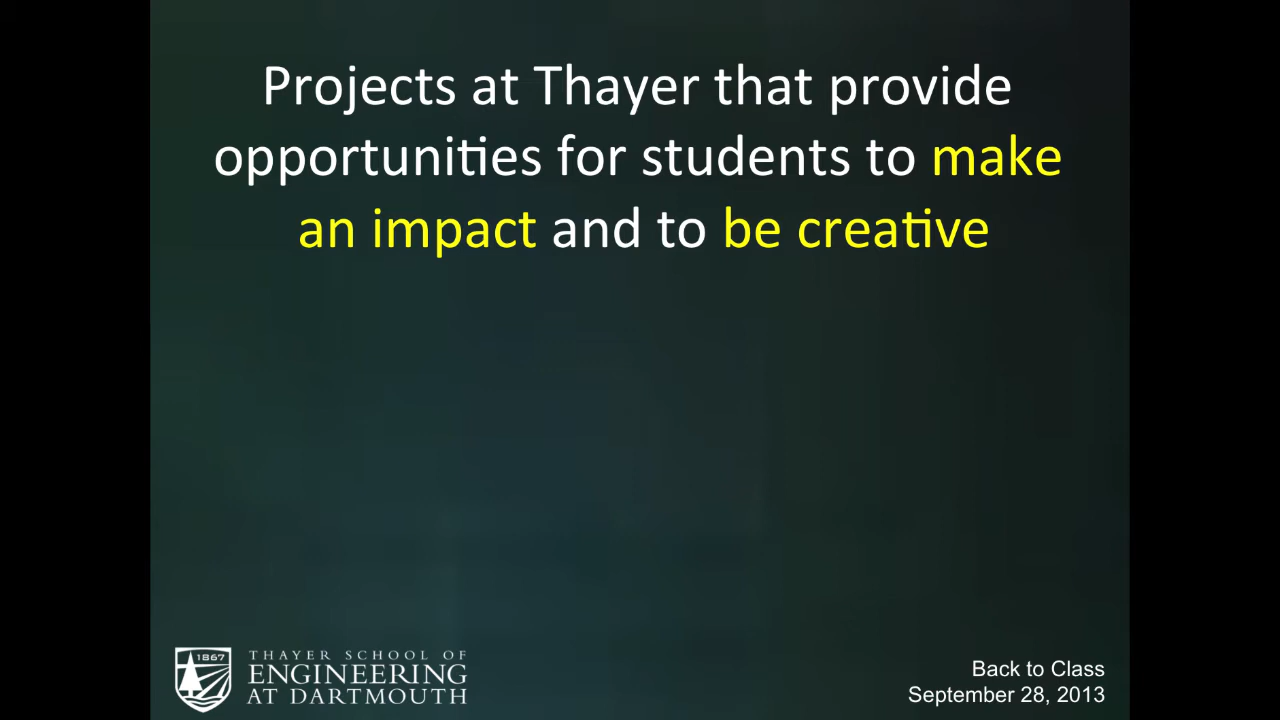 Projects at Thayer that provide
opportunities for students to make
an impact and to be creative
1867
THAYER SCHOOL OF
ENGINEERING
AT DARTMOUTH
Back to Class
September 28, 2013